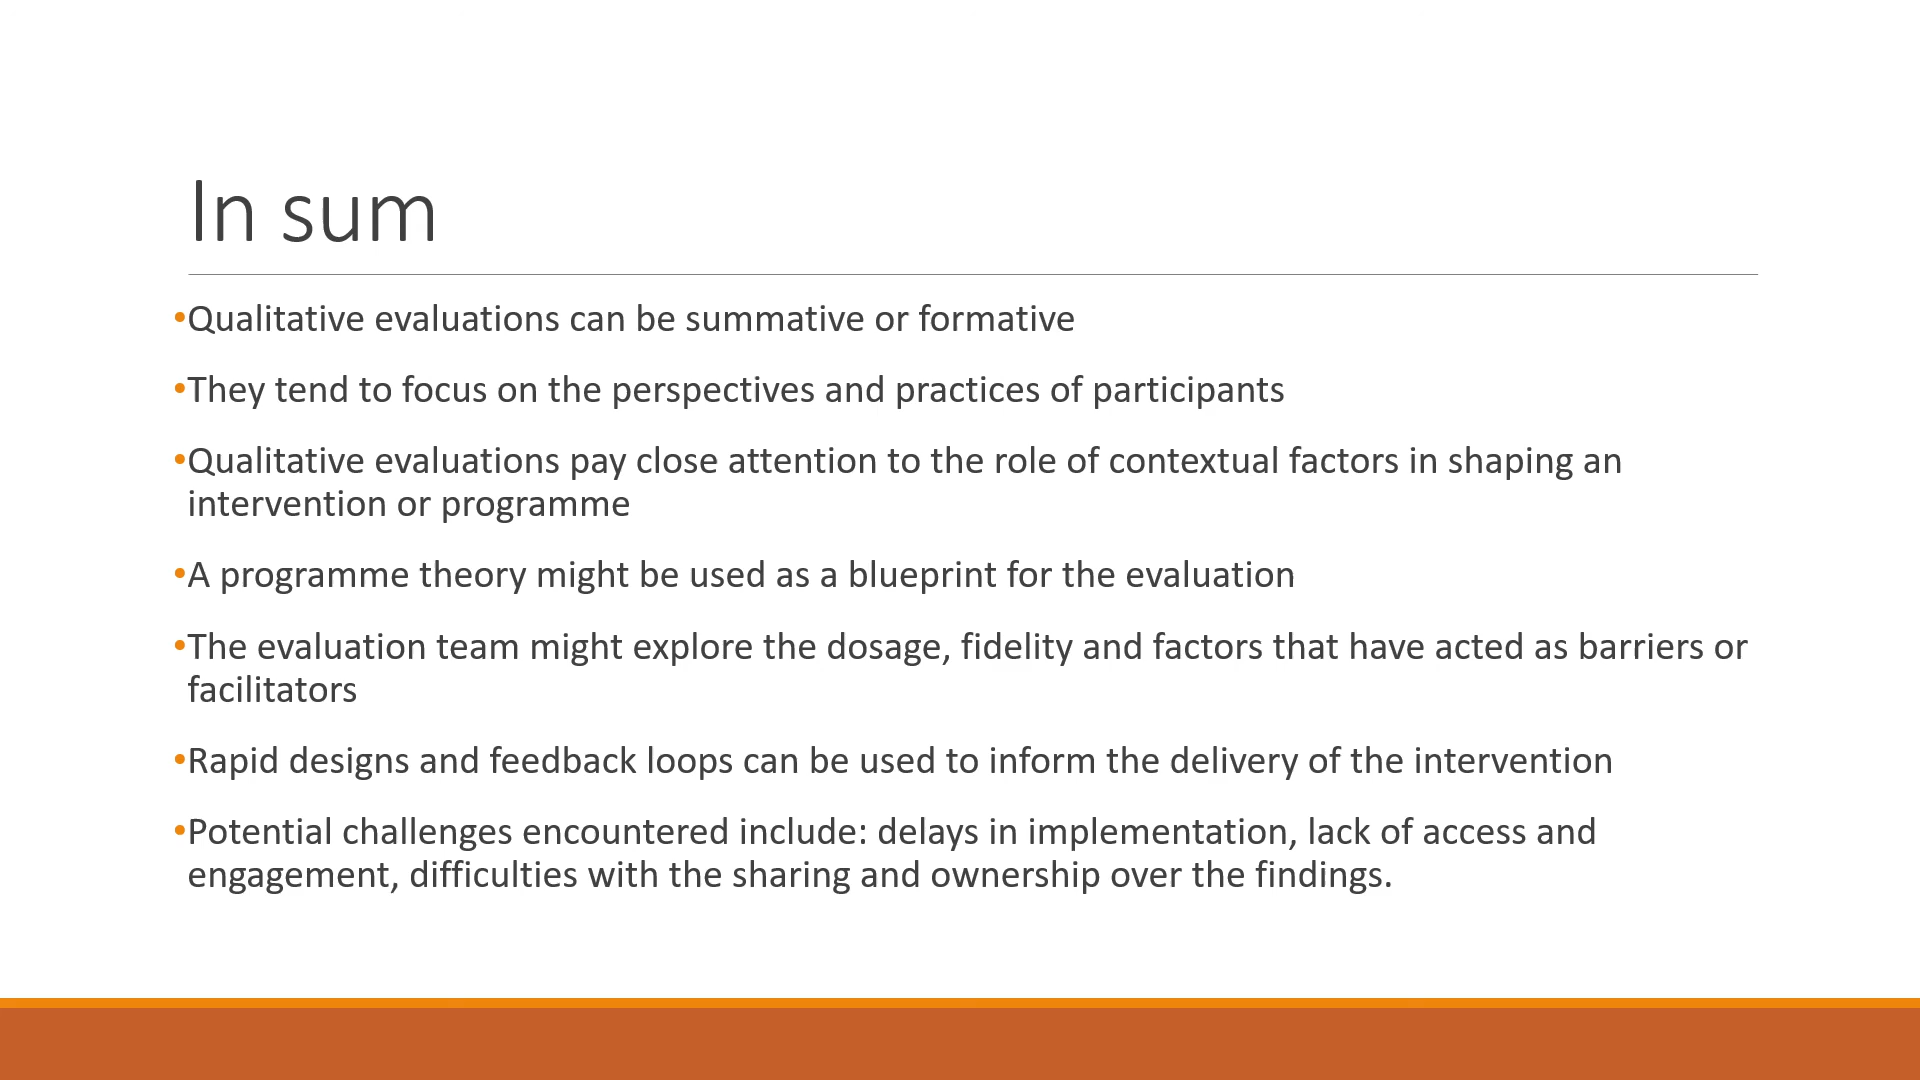 In sum
•Qualitative evaluations can be summative or formative
•They tend to focus on the perspectives and practices of participants
•Qualitative evaluations pay close attention to the role of contextual factors in shaping an
intervention or programme
•A programme theory might be used as a blueprint for the evaluation
•The evaluation team might explore the dosage, fidelity and factors that have acted as barriers or
facilitators
•Rapid designs and feedback loops can be used to inform the delivery of the intervention
•Potential challenges encountered include: delays in implementation, lack of access and
engagement, difficulties with the sharing and ownership over the findings.